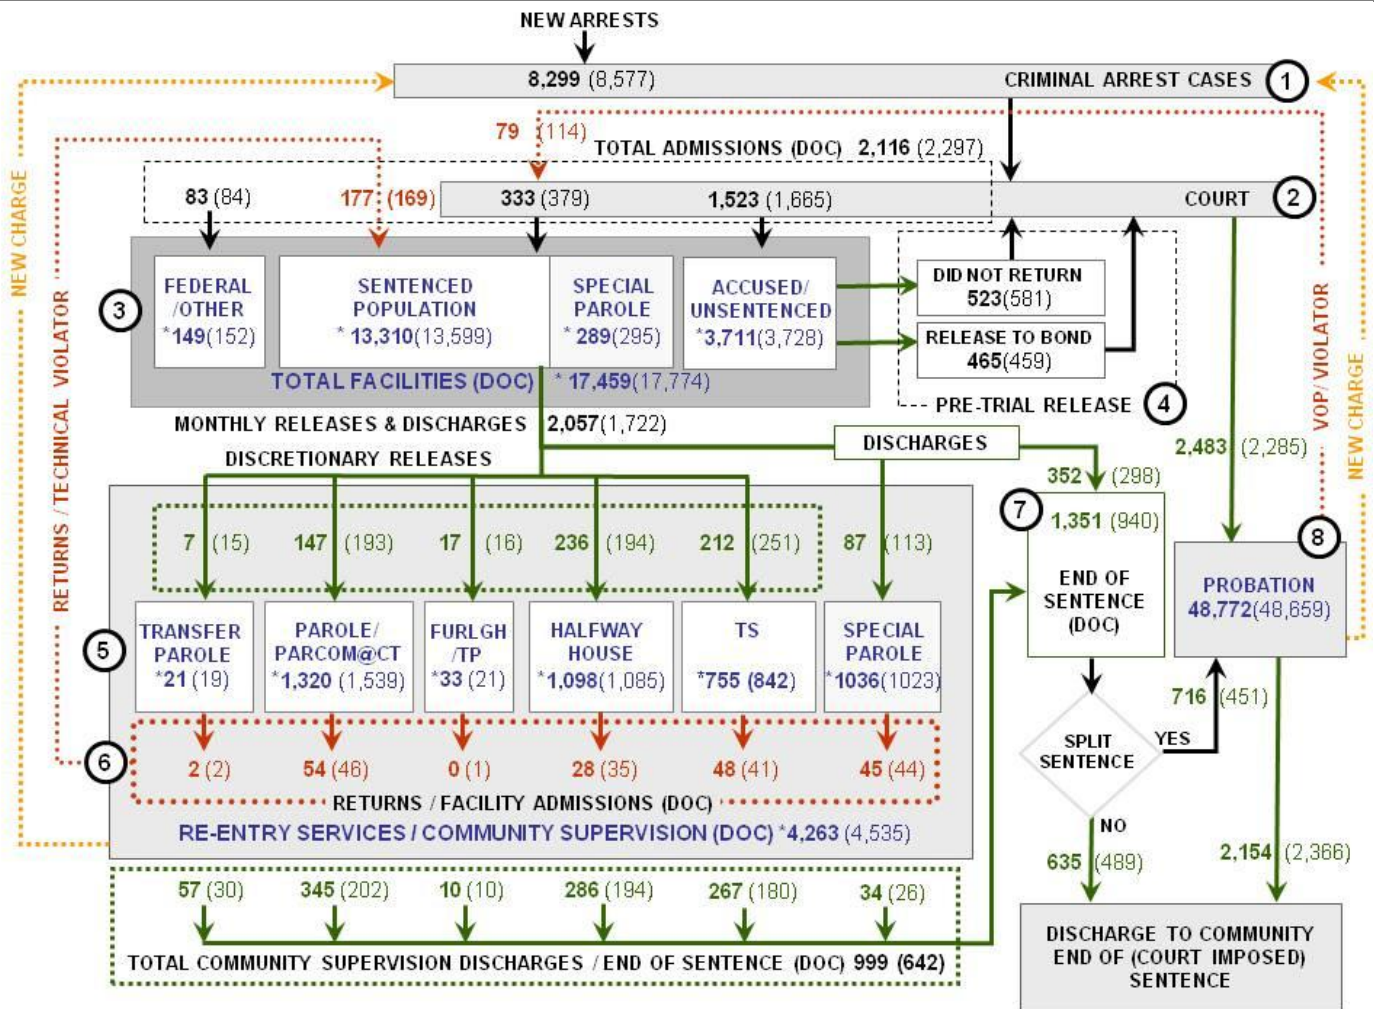 NEW ARRESTS
8,299 (8,577) CRIMINAL ARREST CASES 1
79 (114)
TOTAL ADMISSIONS (DOC) 2,116 (2,297)
83 (84) 177 (169) 333 (379) 1,523 (1,665) COURT 2
NEW CHARGE
RETURNS / TECHNICAL VIOLATOR
3
FEDERAL
/OTHER
*149(152)
SENTENCED
POPULATION
* 13,310(13,599)
SPECIAL
PAROLE
* 289(295)
ACCUSED/
UNSENTENCED
*3,711(3,728)
TOTAL FACILITIES (DOC) * 17,459(17,774)
DID NOT RETURN
523(581)
RELEASE TO BOND
465(459)
PRE-TRIAL RELEASE 4
VOP/ VIOLATOR
NEW CHARGE
MONTHLY RELEASES & DISCHARGES 2,057(1,722)
DISCRETIONARY RELEASES
DISCHARGES
2,483 (2,285)
352 (298)
7 (15) 147 (193) 17 (16) 236 (194) 212 (251) 87 (113)
5
TRANSFER
PAROLE
*21 (19)
PAROLE/
PARCOM@CT
*1,320 (1,539)
FURLGH
/TP
*33 (21)
HALFWAY
HOUSE
*1,098(1,085)
TS
*755 (842)
SPECIAL
PAROLE
*1036(1023)
7
1,351 (940)
END OF
SENTENCE
(DOC)
8
PROBATION
48,772(48,659)
716 (451)
SPLIT
SENTENCE
YES
NO
6
2 (2) 54 (46) 0 (1) 28 (35) 48 (41) 45 (44)
RETURNS / FACILITY ADMISSIONS (DOC)
RE-ENTRY SERVICES / COMMUNITY SUPERVISION (DOC) *4,263 (4,535)
635 (489)
2,154 (2,366)
57 (30) 345 (202) 10 (10) 286 (194) 267 (180) 34 (26)
TOTAL COMMUNITY SUPERVISION DISCHARGES / END OF SENTENCE (DOC) 999 (642)
DISCHARGE TO COMMUNITY
END OF (COURT IMPOSED)
SENTENCE